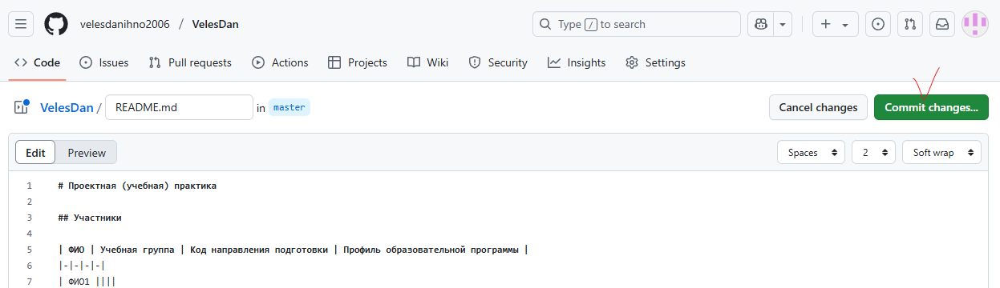 velesdanihno2006 / VelesDan
Type / to search
Code
Issues
Pull requests
Actions
Projects
Wiki
Security
Insights
Settings
VelesDan / README.md in master
Cancel changes
Commit changes...
Edit
Preview
Spaces
2
Soft wrap
1 # Проектная (учебная) практика
2
3 ## Участники
4
5 | ФИО | Учебная группа | Код направления подготовки | Профиль образовательной программы |
6 |-|-|-|-|
7 | ФИО1 ||||